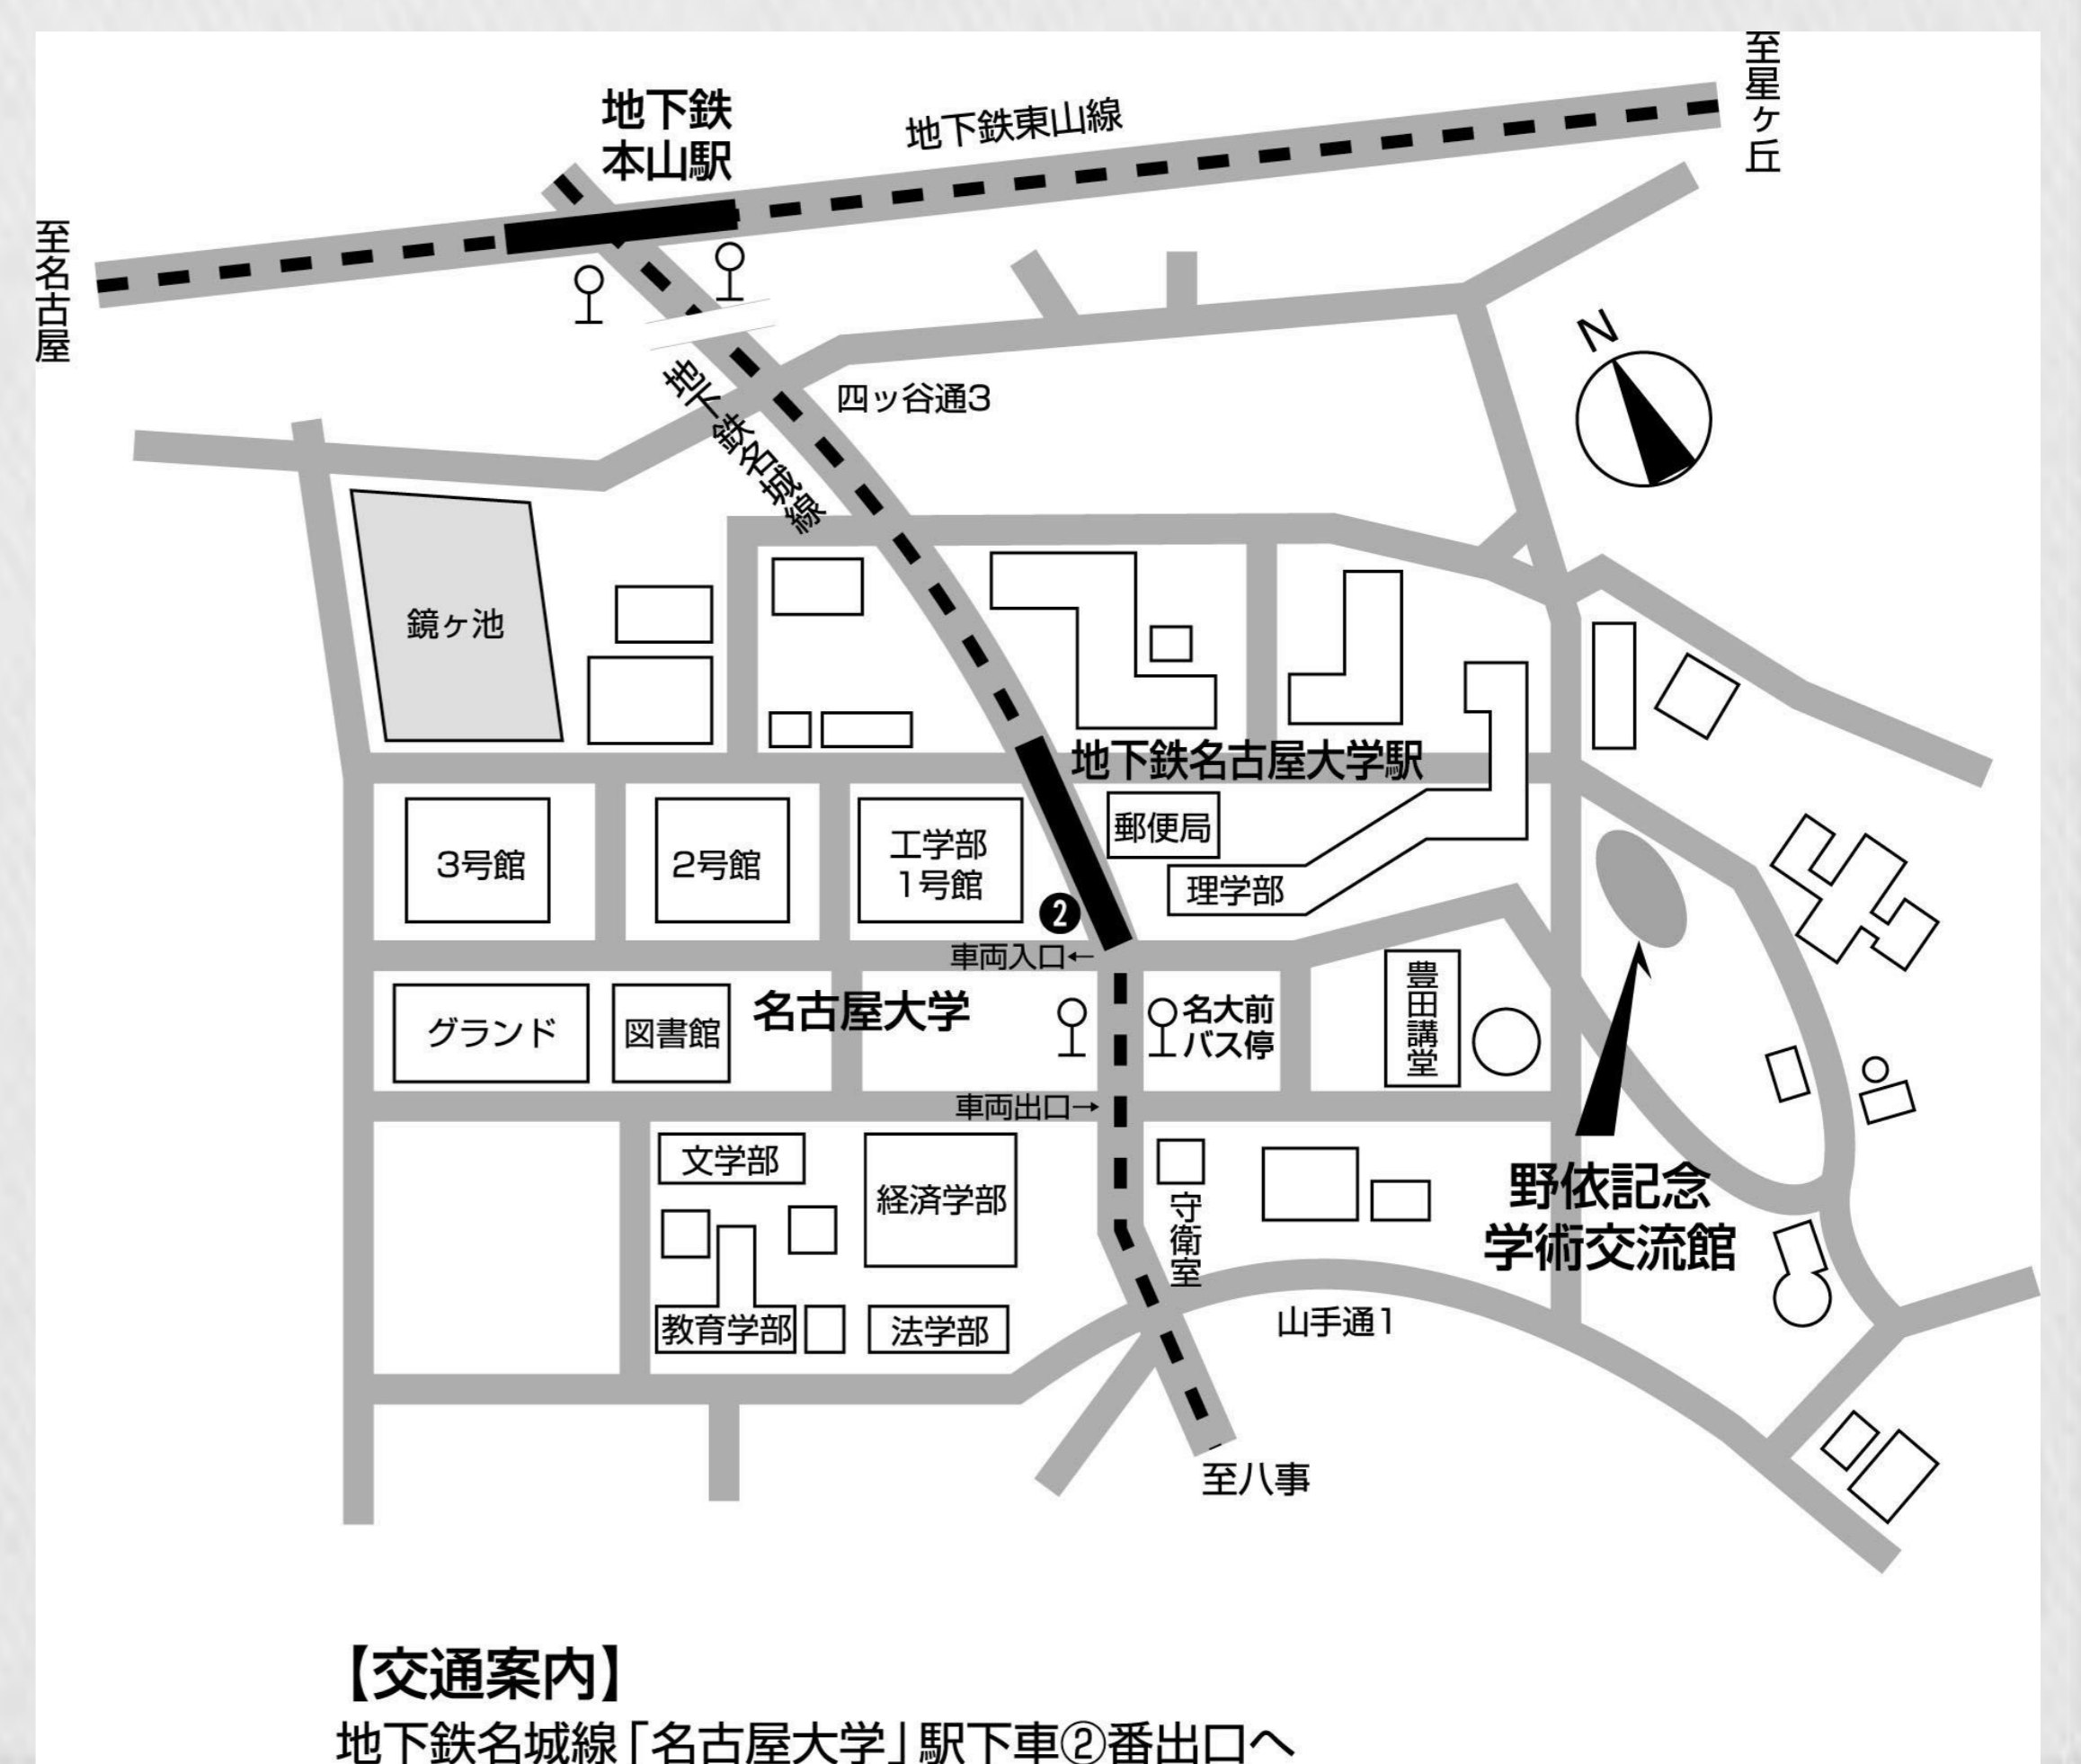 至星ヶ丘
地下鉄
本山駅
地下鉄東山線
至名古屋
N
四ッ谷通3
地下鉄名城線
鏡ヶ池
地下鉄名古屋大学駅
郵便局
3号館
2号館
工学部
1号館
理学部
2
車両入口←
豊田講堂
グランド
図書館
名古屋大学
名大前
バス停
車両出口→
文学部
経済学部
守衛室
野依記念
学術交流館
教育学部
法学部
山手通1
至八事
【交通案内】
地下鉄名城線「名古屋大学」駅下車②番出口へ